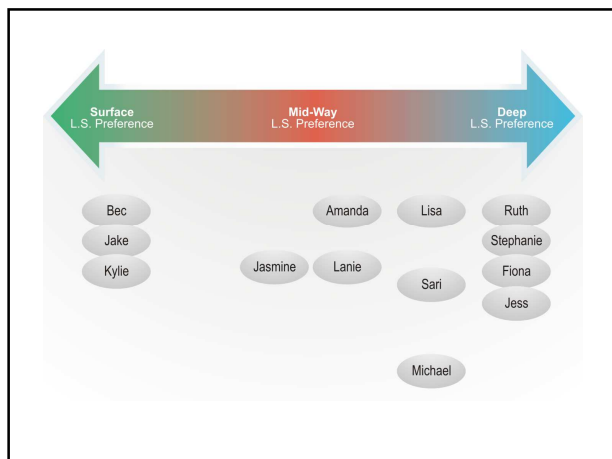 Surface
L.S. Preference
Mid-Way
L.S. Preference
Deep
L.S. Preference
Bec
Amanda
Lisa
Ruth
Jake
Stephanie
Kylie
Jasmine
Lanie
Sari
Fiona
Jess
Michael